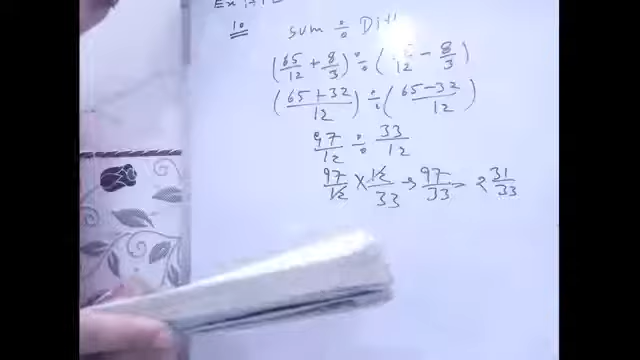 10 sum ÷ Diff
(65/12 + 8/3) ÷ ( /12 - 8/3)
(65+32/12) ÷ (65-32/12)
97/12 ÷ 33/12
97/12 × 12/33 → 97/33 = 2 31/33